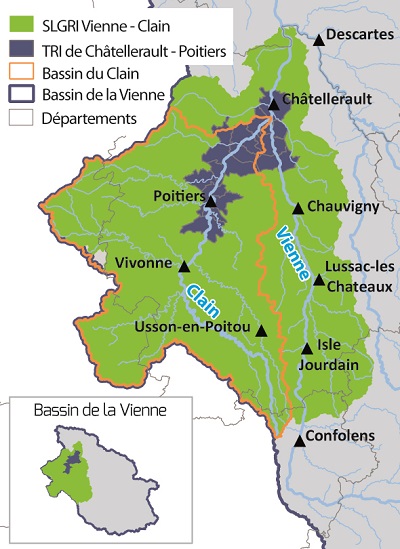 SLGRI Vienne - Clain
TRI de Châtellerault - Poitiers
Bassin du Clain
Bassin de la Vienne
Départements
Descartes
Châtellerault
Poitiers
Chauvigny
Vienne
Vivonne
Lussac-les
Chateaux
Clain
Usson-en-Poitou
Isle
Jourdain
Bassin de la Vienne
Confolens